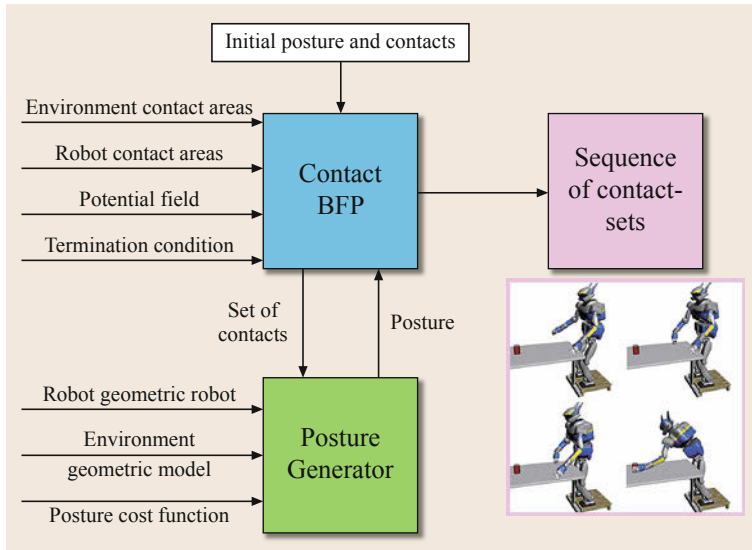 Initial posture and contacts
Environment contact areas
Robot contact areas
Potential field
Termination condition
Contact
BFP
Sequence
of contact-
sets
Set of
contacts
Posture
Robot geometric robot
Environment
geometric model
Posture cost function
Posture
Generator